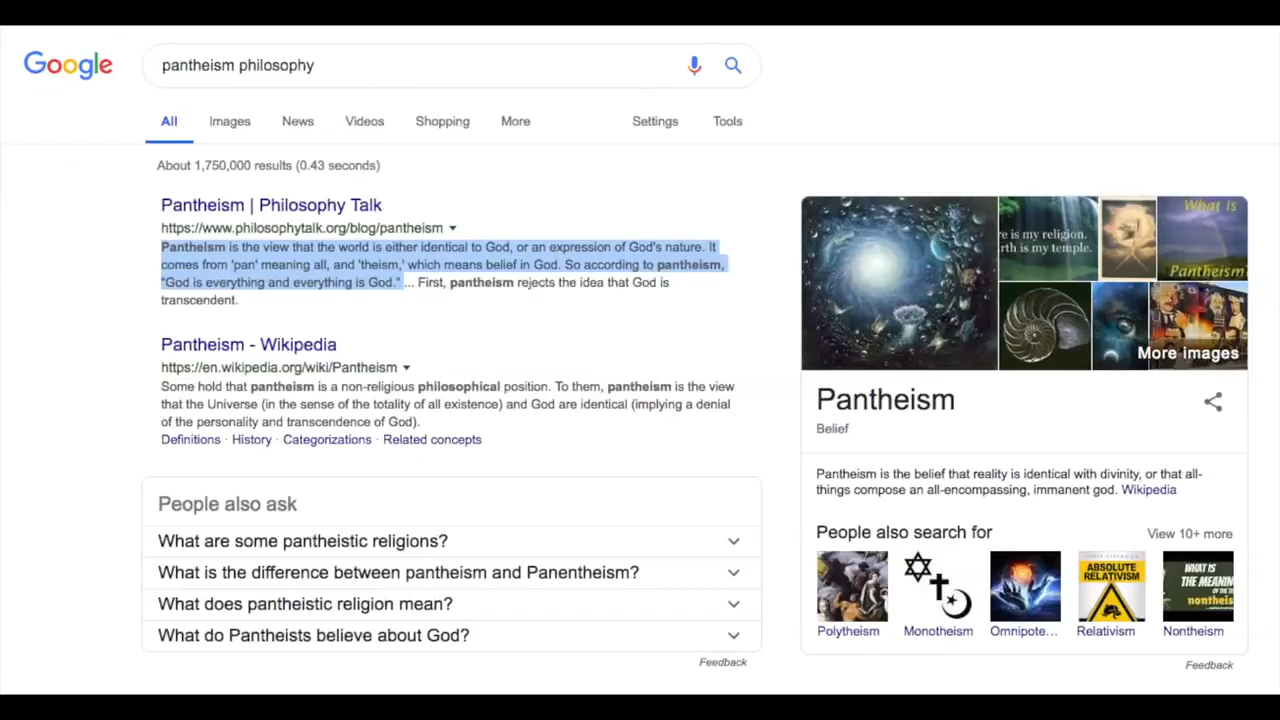 Google
pantheism philosophy
All Images News Videos Shopping More Settings Tools
About 1,750,000 results (0.43 seconds)
Pantheism | Philosophy Talk
https://www.philosophytalk.org/blog/pantheism
Pantheism is the view that the world is either identical to God, or an expression of God's nature. It
comes from 'pan' meaning all, and 'theism,' which means belief in God. So according to pantheism,
“God is everything and everything is God.” ... First, pantheism rejects the idea that God is
transcendent.
Pantheism - Wikipedia
https://en.wikipedia.org/wiki/Pantheism
Some hold that pantheism is a non-religious philosophical position. To them, pantheism is the view
that the Universe (in the sense of the totality of all existence) and God are identical (implying a denial
of the personality and transcendence of God).
Definitions · History · Categorizations · Related concepts
People also ask
What are some pantheistic religions?
What is the difference between pantheism and Panentheism?
What does pantheistic religion mean?
What do Pantheists believe about God?
Feedback
re is my religion.
rth is my temple.
What Is
Pantheism?
More images
Pantheism
Belief
Pantheism is the belief that reality is identical with divinity, or that all-
things compose an all-encompassing, immanent god. Wikipedia
People also search for View 10+ more
ABSOLUTE
RELATIVISM
WHAT IS
THE MEANING
nontheis
Polytheism Monotheism Omnipote... Relativism Nontheism
Feedback